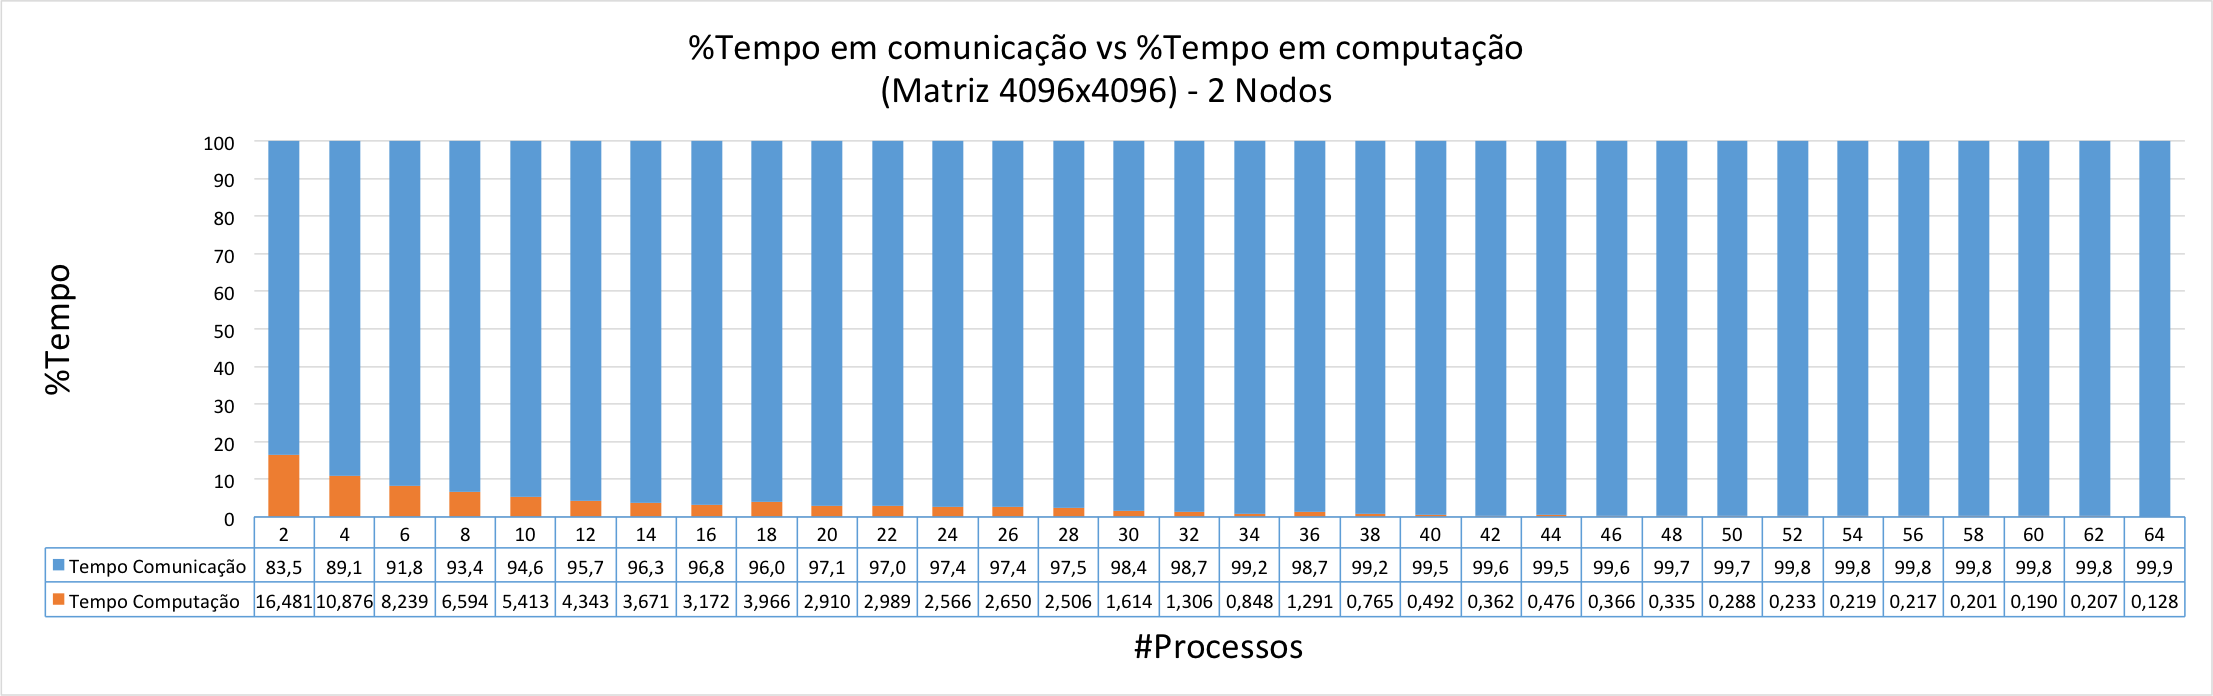 %Tempo em comunicação vs %Tempo em computação
(Matriz 4096x4096) - 2 Nodos
100
90
80
70
60
50
40
30
20
10
0
%Tempo
2 4 6 8 10 12 14 16 18 20 22 24 26 28 30 32 34 36 38 40 42 44 46 48 50 52 54 56 58 60 62 64
Tempo Comunicação 83,5 89,1 91,8 93,4 94,6 95,7 96,3 96,8 96,0 97,1 97,0 97,4 97,4 97,5 98,4 98,7 99,2 98,7 99,2 99,5 99,6 99,5 99,6 99,7 99,7 99,8 99,8 99,8 99,8 99,8 99,8 99,9
Tempo Computação 16,481 10,876 8,239 6,594 5,413 4,343 3,671 3,172 3,966 2,910 2,989 2,566 2,650 2,506 1,614 1,306 0,848 1,291 0,765 0,492 0,362 0,476 0,366 0,335 0,288 0,233 0,219 0,217 0,201 0,190 0,207 0,128
#Processos